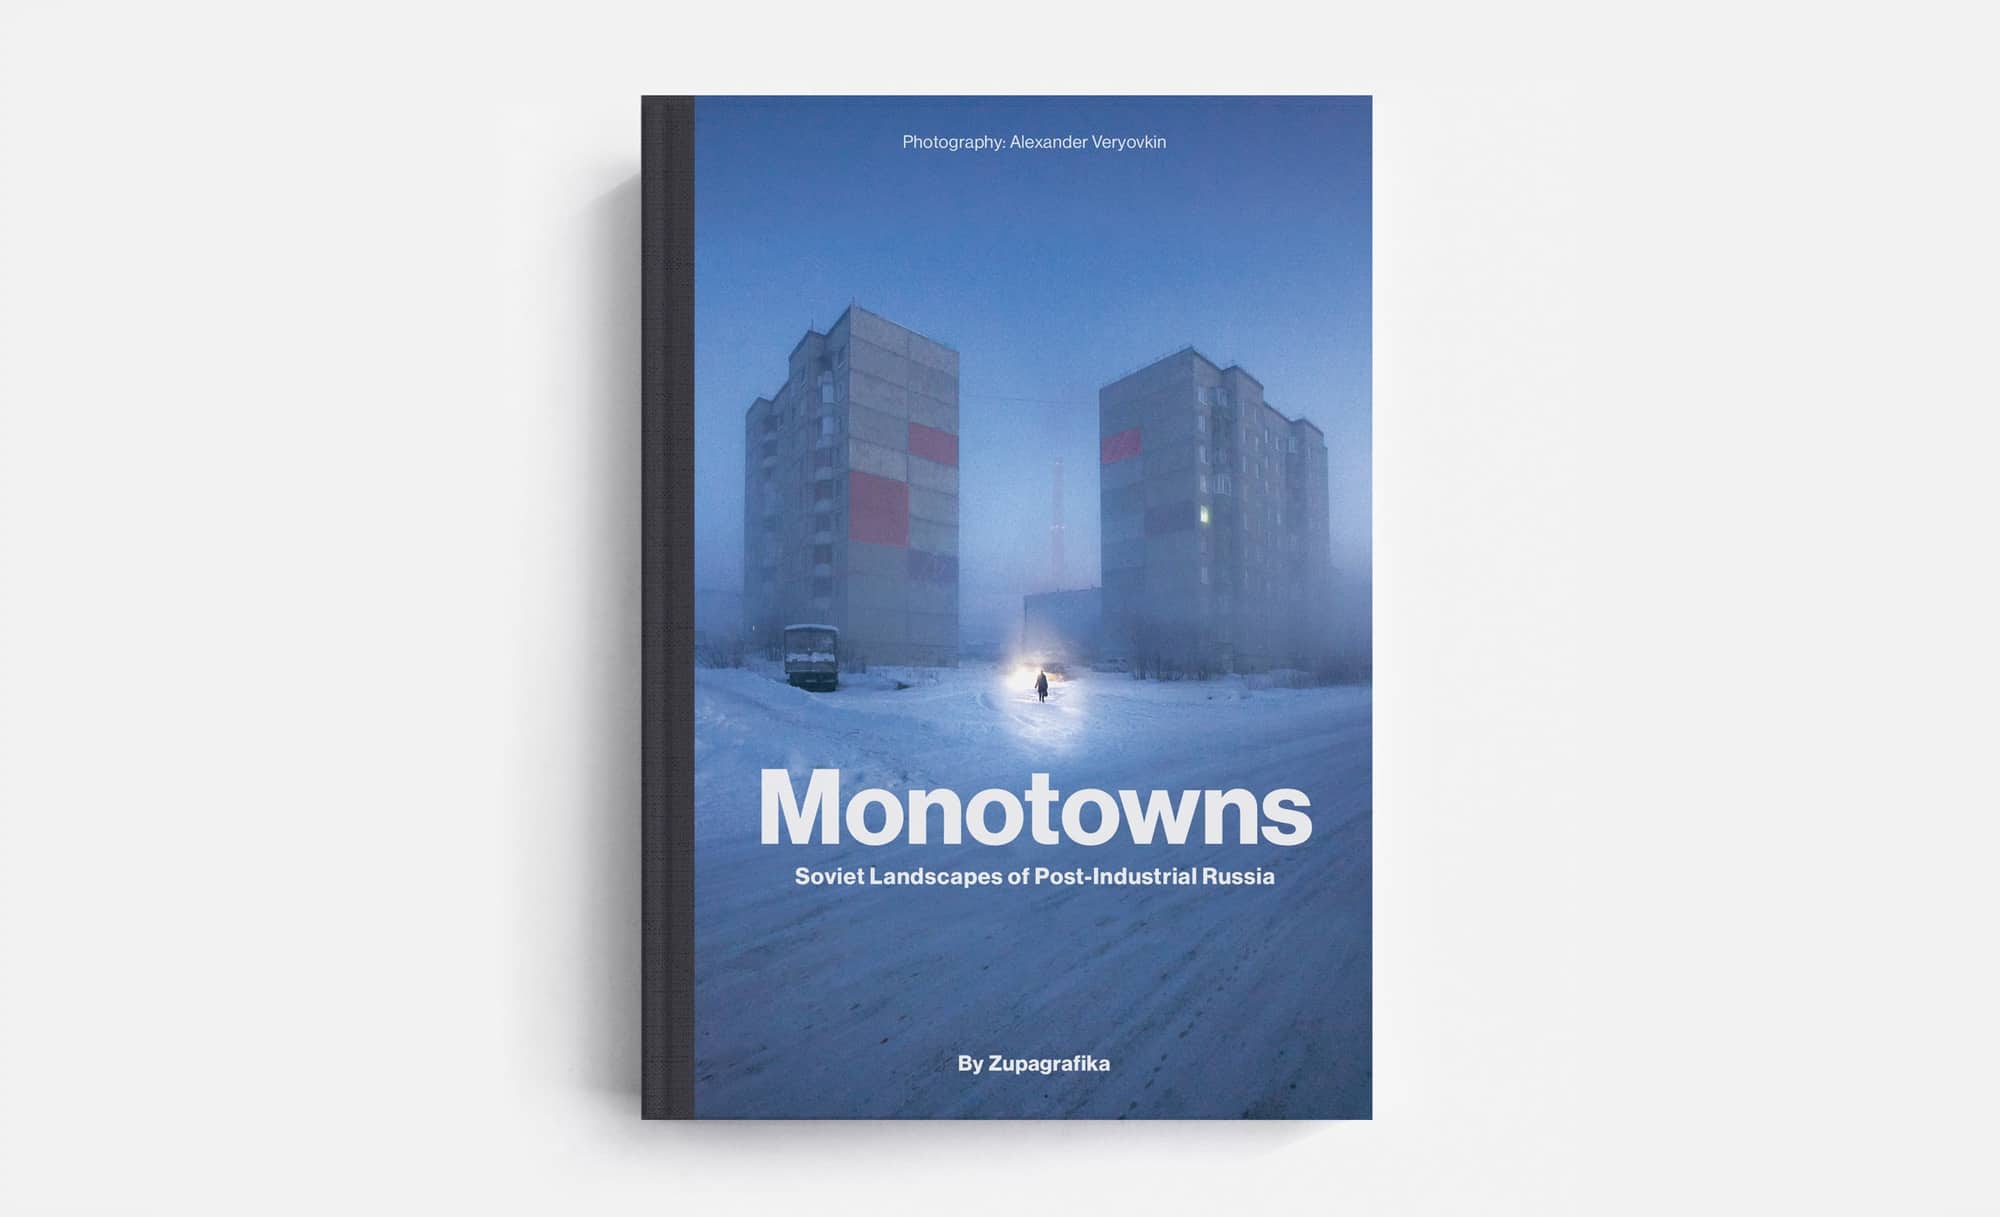 Photography: Alexander Veryovkin
Monotowns
Soviet Landscapes of Post-Industrial Russia
By Zupagrafika